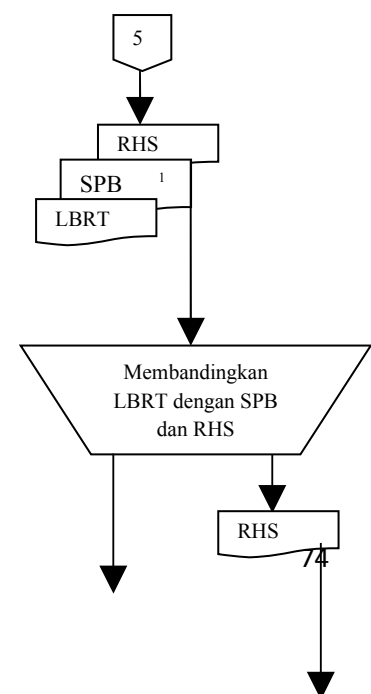 5
RHS
SPB 1
LBRT
Membandingkan
LBRT dengan SPB
dan RHS
RHS
74